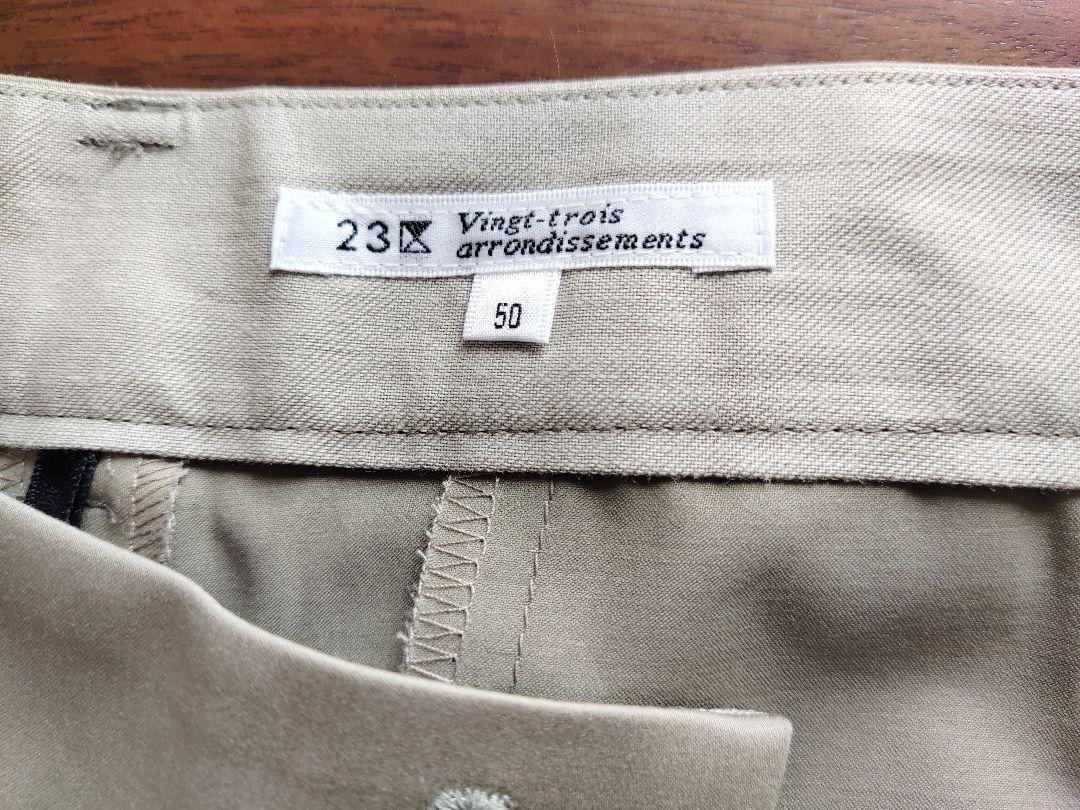 23区 Vingt-trois
arrondissements
50